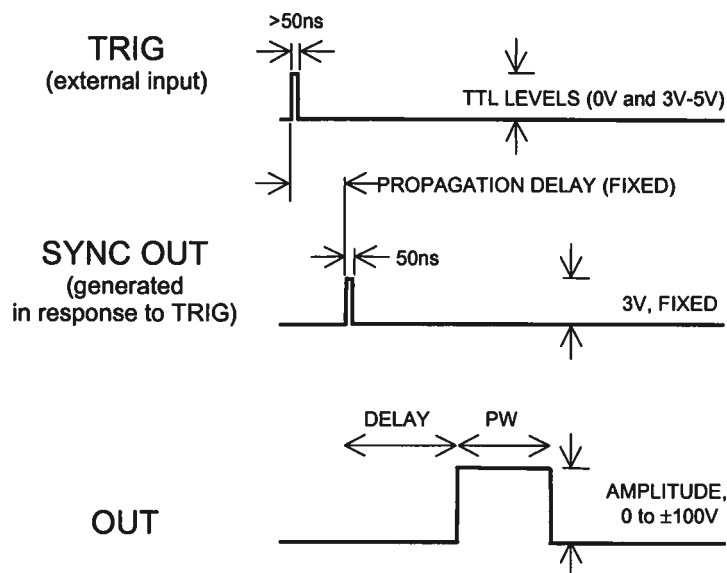 >50ns
TRIG
(external input)
TTL LEVELS (0V and 3V-5V)
PROPAGATION DELAY (FIXED)
SYNC OUT
(generated
in response to TRIG)
50ns
3V, FIXED
DELAY
PW
OUT
AMPLITUDE,
0 to ±100V